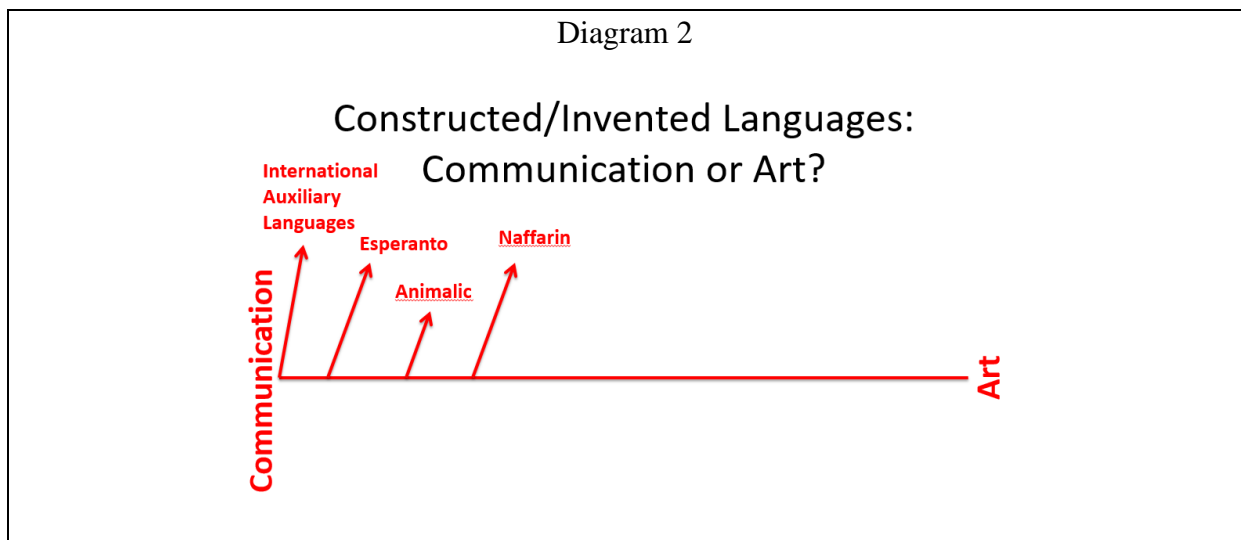 Diagram 2
Constructed/Invented Languages:
Communication or Art?
International
Auxiliary
Languages
Esperanto
Naffarin
Animalic
Communication
Art